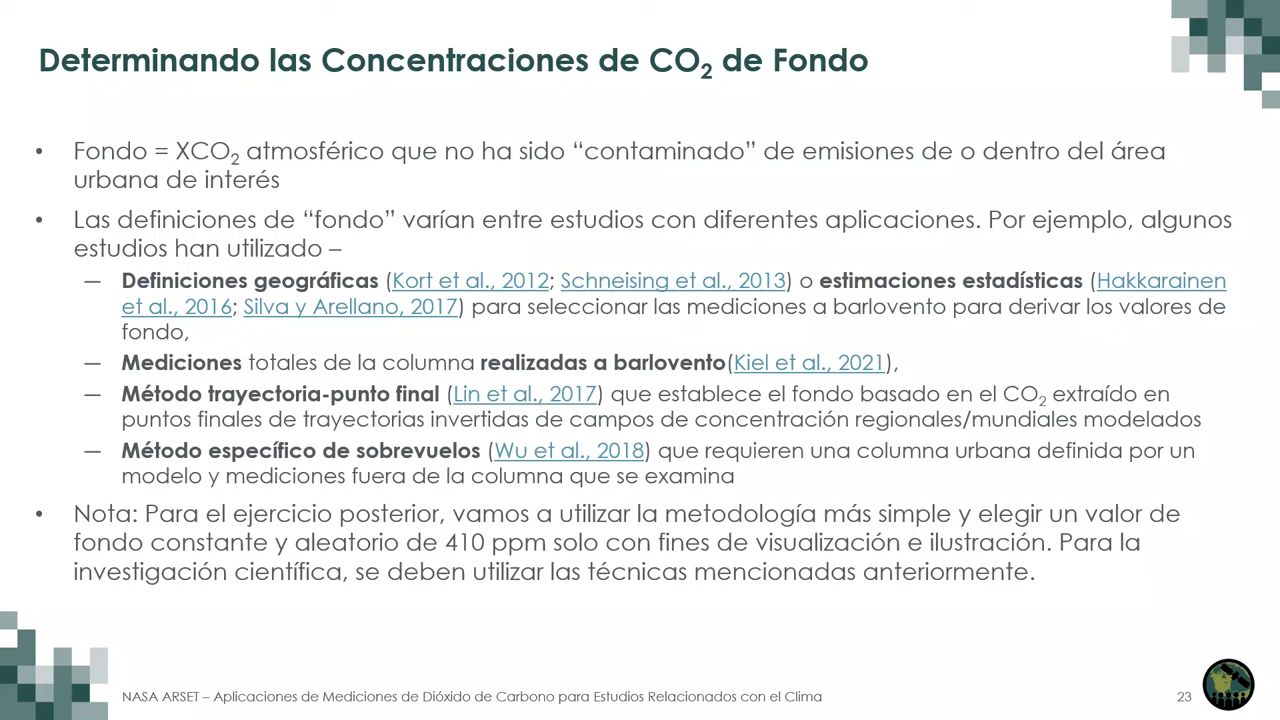 Determinando las Concentraciones de CO2 de Fondo
• Fondo = XCO2 atmosférico que no ha sido “contaminado” de emisiones de o dentro del área
urbana de interés
• Las definiciones de “fondo” varían entre estudios con diferentes aplicaciones. Por ejemplo, algunos
estudios han utilizado –
— Definiciones geográficas (Kort et al., 2012; Schneising et al., 2013) o estimaciones estadísticas (Hakkarainen
et al., 2016; Silva y Arellano, 2017) para seleccionar las mediciones a barlovento para derivar los valores de
fondo,
— Mediciones totales de la columna realizadas a barlovento(Kiel et al., 2021),
— Método trayectoria-punto final (Lin et al., 2017) que establece el fondo basado en el CO2 extraído en
puntos finales de trayectorias invertidas de campos de concentración regionales/mundiales modelados
— Método específico de sobrevuelos (Wu et al., 2018) que requieren una columna urbana definida por un
modelo y mediciones fuera de la columna que se examina
• Nota: Para el ejercicio posterior, vamos a utilizar la metodología más simple y elegir un valor de
fondo constante y aleatorio de 410 ppm solo con fines de visualización e ilustración. Para la
investigación científica, se deben utilizar las técnicas mencionadas anteriormente.
NASA ARSET – Aplicaciones de Mediciones de Dióxido de Carbono para Estudios Relacionados con el Clima
23